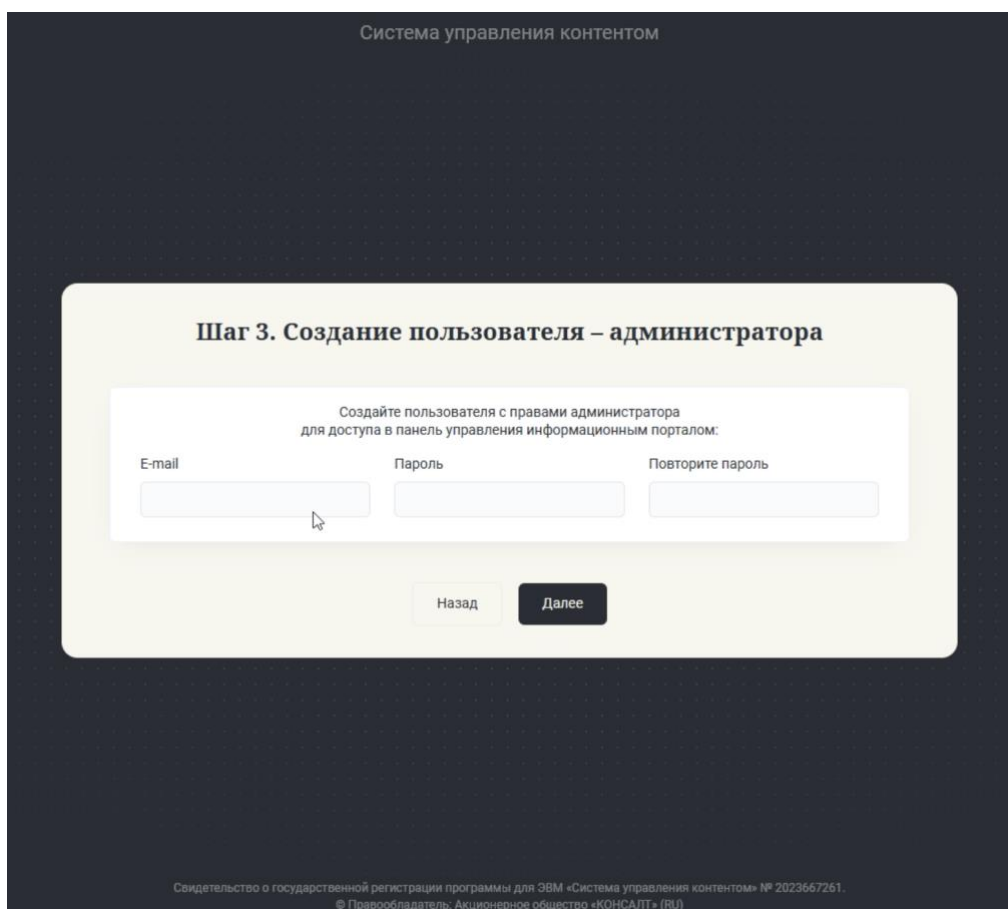 Система управления контентом
Шаг 3. Создание пользователя – администратора
Создайте пользователя с правами администратора
для доступа в панель управления информационным порталом:
E-mail Пароль Повторите пароль
Назад Далее
Свидетельство о государственной регистрации программы для ЭВМ «Система управления контентом» № 2023667261.
© Правообладатель: Акционерное общество «КОНСАЛТ» (RU)